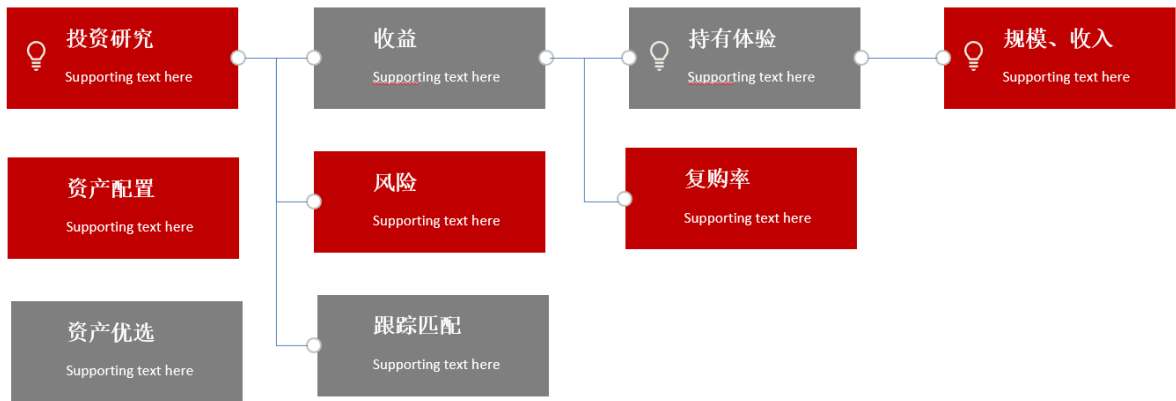 投资研究
Supporting text here
收益
Supporting text here
持有体验
Supporting text here
规模、收入
Supporting text here
资产配置
Supporting text here
风险
Supporting text here
复购率
Supporting text here
资产优选
Supporting text here
跟踪匹配
Supporting text here